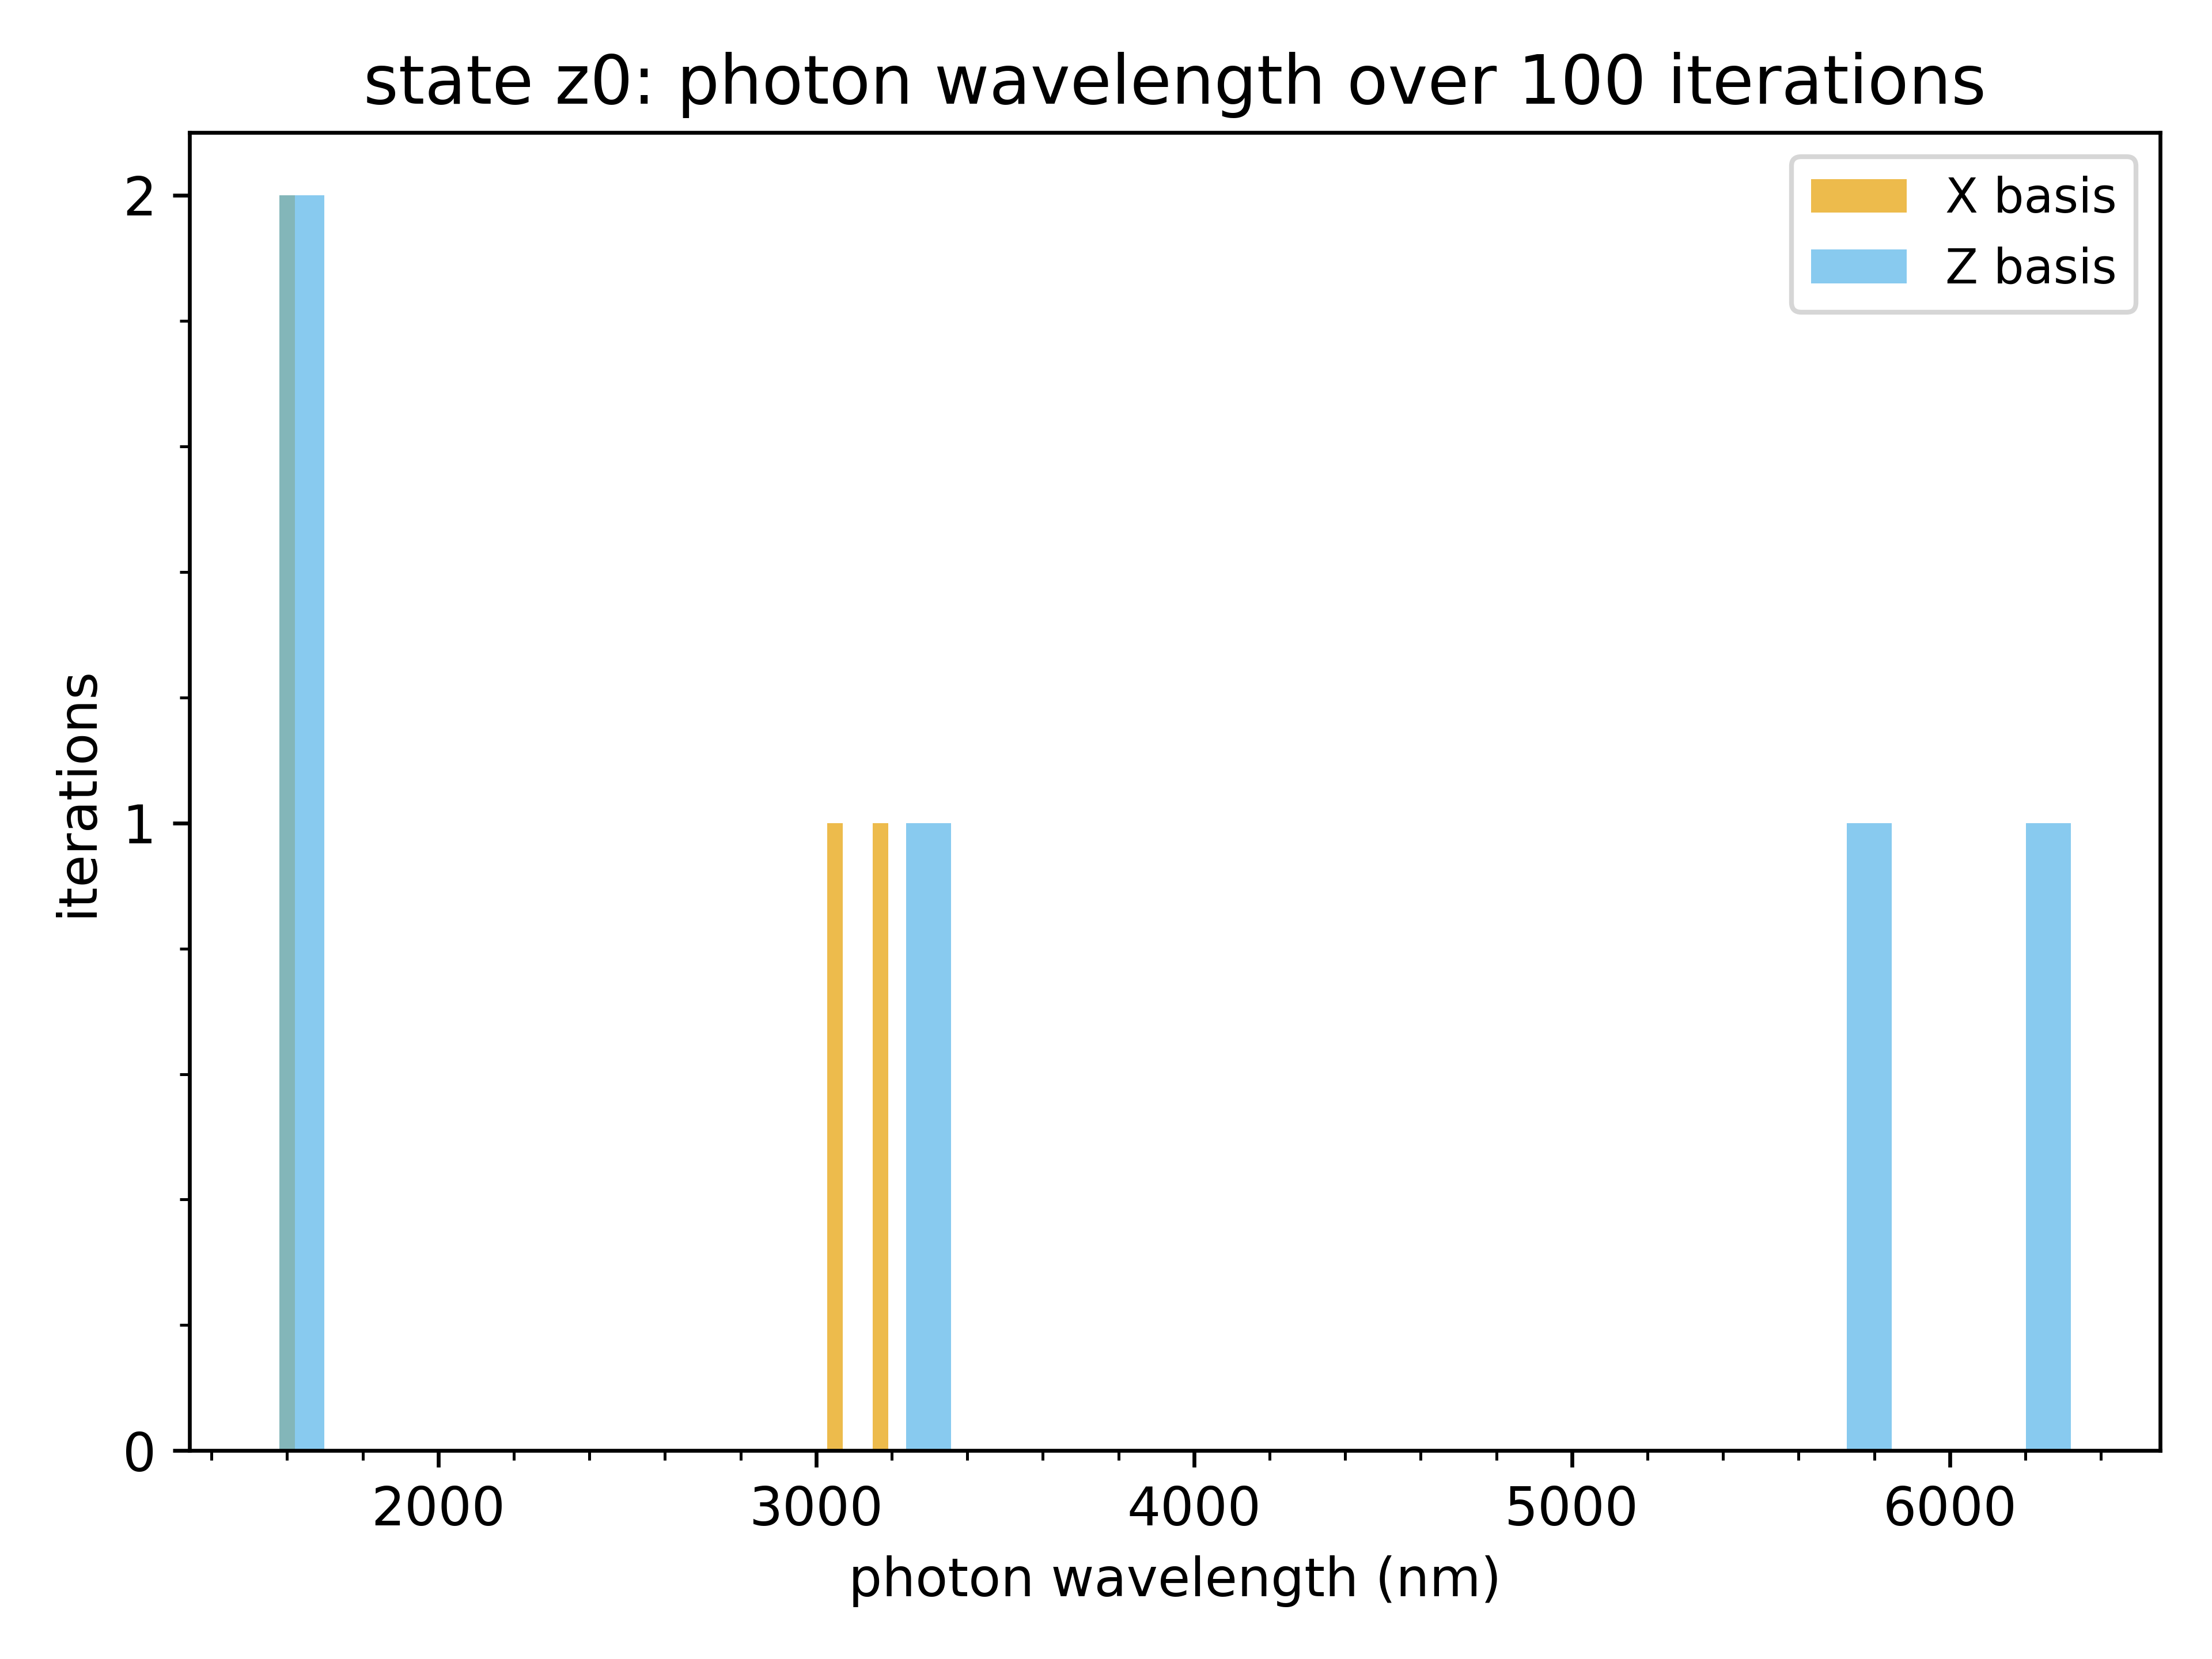 state z0: photon wavelength over 100 iterations
X basis
Z basis
2
1
0
iterations
2000 3000 4000 5000 6000
photon wavelength (nm)